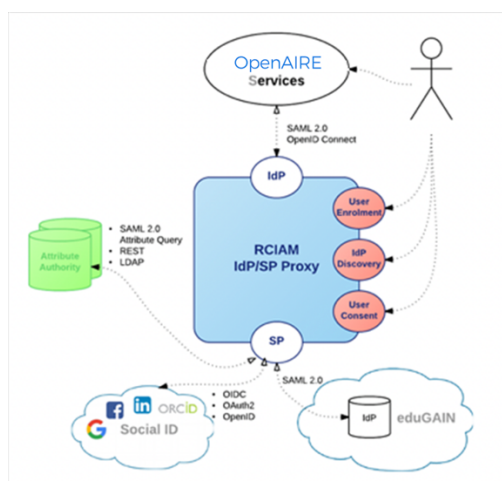 OpenAIRE
Services
SAML 2.0
OpenID Connect
IdP
User
Enrolment
• SAML 2.0
Attribute Query
• REST
• LDAP
Attribute
Authority
RCIAM
IdP/SP Proxy
IdP
Discovery
User
Consent
SP
SAML 2.0
• OIDC
• OAuth2
• OpenID
f
in
ORCiD
G
Social ID
IdP
eduGAIN